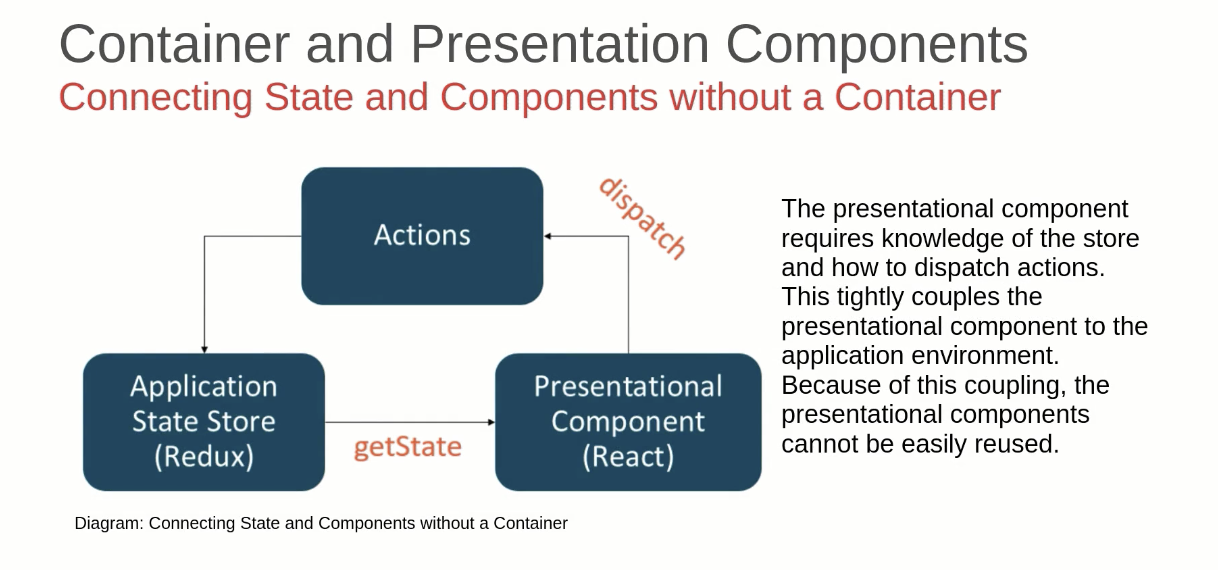 Container and Presentation Components
Connecting State and Components without a Container
Actions
dispatch
Application
State Store
(Redux)
getState
Presentational
Component
(React)
The presentational component
requires knowledge of the store
and how to dispatch actions.
This tightly couples the
presentational component to the
application environment.
Because of this coupling, the
presentational components
cannot be easily reused.
Diagram: Connecting State and Components without a Container